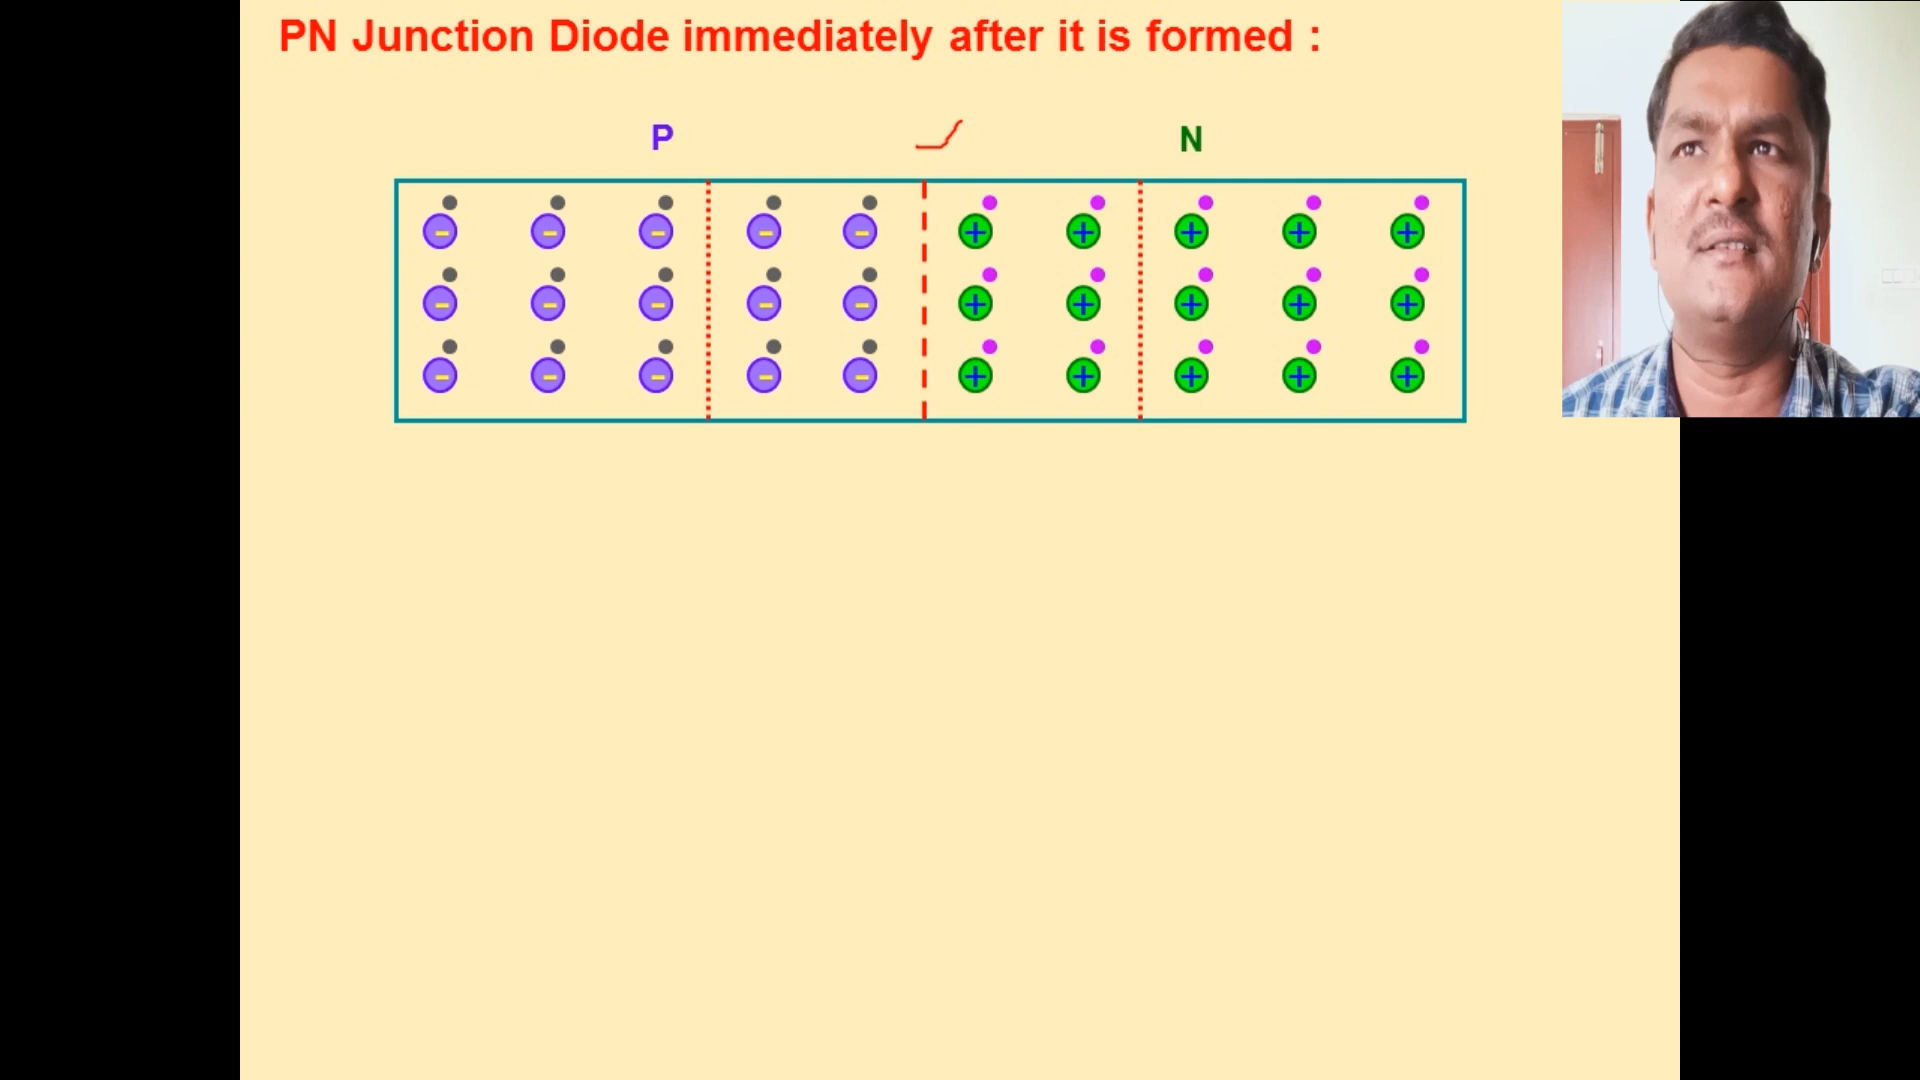 PN Junction Diode immediately after it is formed :
P N
− − − − − + + + + +
− − − − − + + + + +
− − − − − + + + + +